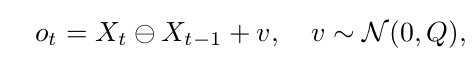 o_t = X_t ⊖ X_{t−1} + v,    v ∼ 𝒩(0, Q),